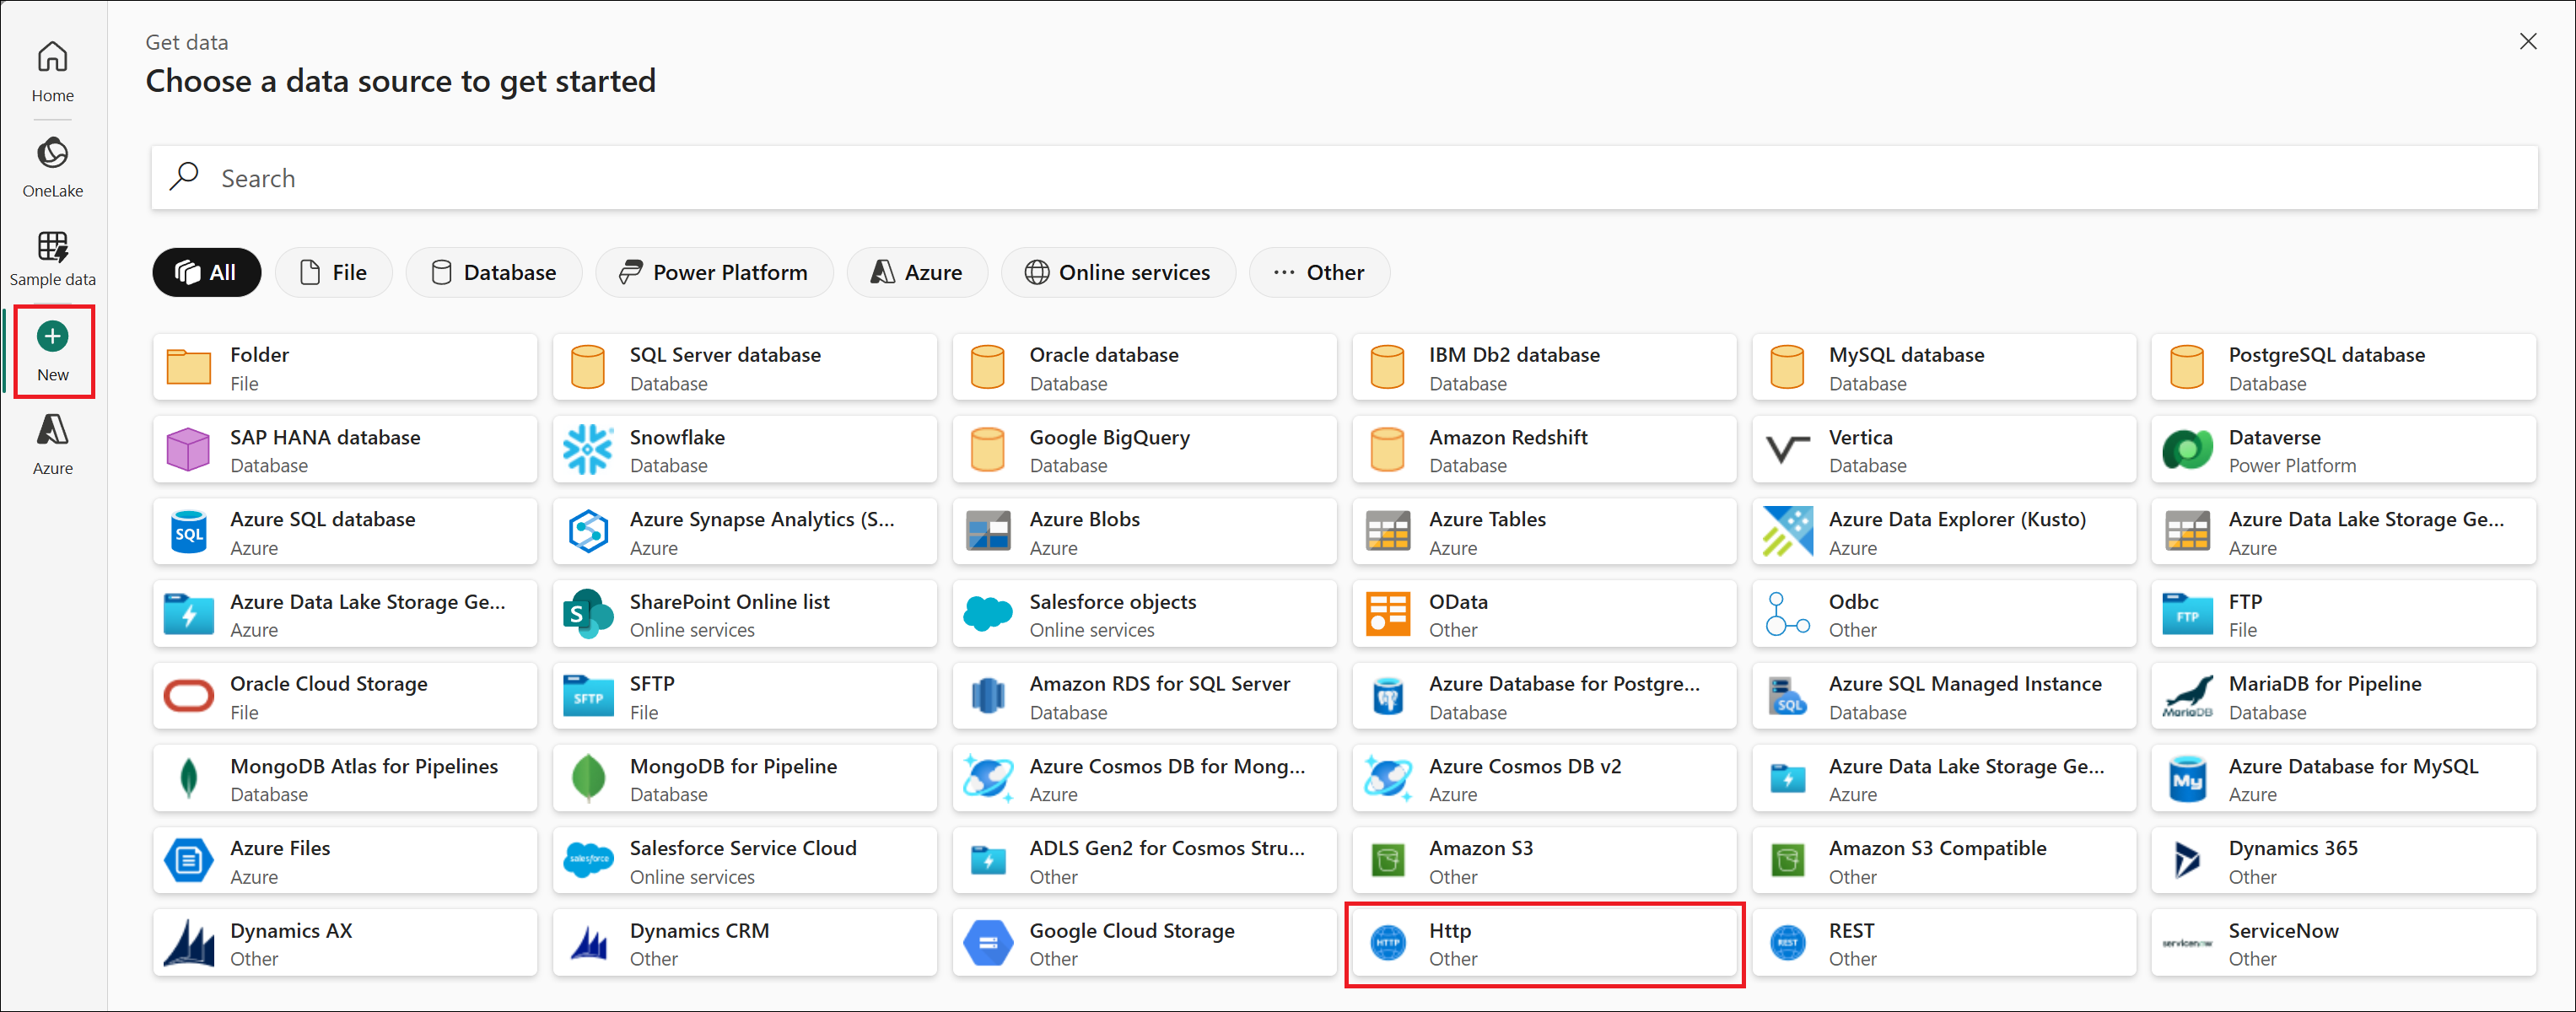 Home
OneLake
Sample data
New
Azure
Get data
Choose a data source to get started
Search
All File Database Power Platform Azure Online services ··· Other
Folder
File
SQL Server database
Database
Oracle database
Database
IBM Db2 database
Database
MySQL database
Database
PostgreSQL database
Database
SAP HANA database
Database
Snowflake
Database
Google BigQuery
Database
Amazon Redshift
Database
Vertica
Database
Dataverse
Power Platform
SQL
Azure SQL database
Azure
Azure Synapse Analytics (S...
Azure
Azure Blobs
Azure
Azure Tables
Azure
Azure Data Explorer (Kusto)
Azure
Azure Data Lake Storage Ge...
Azure
Azure Data Lake Storage Ge...
Azure
S
SharePoint Online list
Online services
Salesforce objects
Online services
OData
Other
Odbc
Other
FTP
FTP
File
Oracle Cloud Storage
File
SFTP
SFTP
File
Amazon RDS for SQL Server
Database
Azure Database for Postgre...
Database
SQL
Azure SQL Managed Instance
Database
MariaDB
MariaDB for Pipeline
Database
MongoDB Atlas for Pipelines
Database
MongoDB for Pipeline
Database
Azure Cosmos DB for Mong...
Azure
Azure Cosmos DB v2
Azure
Azure Data Lake Storage Ge...
Azure
My
Azure Database for MySQL
Azure
Azure Files
Azure
salesforce
Salesforce Service Cloud
Online services
ADLS Gen2 for Cosmos Stru...
Other
Amazon S3
Other
Amazon S3 Compatible
Other
Dynamics 365
Other
Dynamics AX
Other
Dynamics CRM
Other
Google Cloud Storage
Other
HTTP
Http
Other
REST
REST
Other
servicenow
ServiceNow
Other